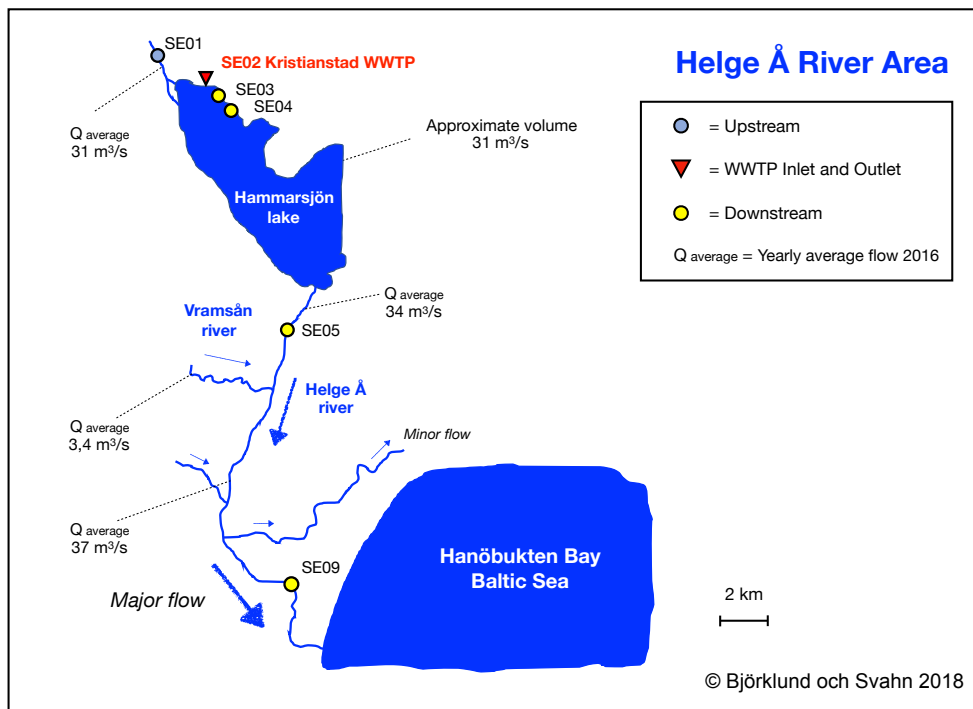 Helge Å River Area
SE01
SE02 Kristianstad WWTP
SE03
SE04
Q average
31 m³/s
Approximate volume
31 m³/s
Hammarsjön
lake
= Upstream
= WWTP Inlet and Outlet
= Downstream
Q average = Yearly average flow 2016
Q average
34 m³/s
Vramsån
river
SE05
Helge Å
river
Q average
3,4 m³/s
Minor flow
Q average
37 m³/s
Hanöbukten Bay
Baltic Sea
SE09
Major flow
2 km
© Björklund och Svahn 2018